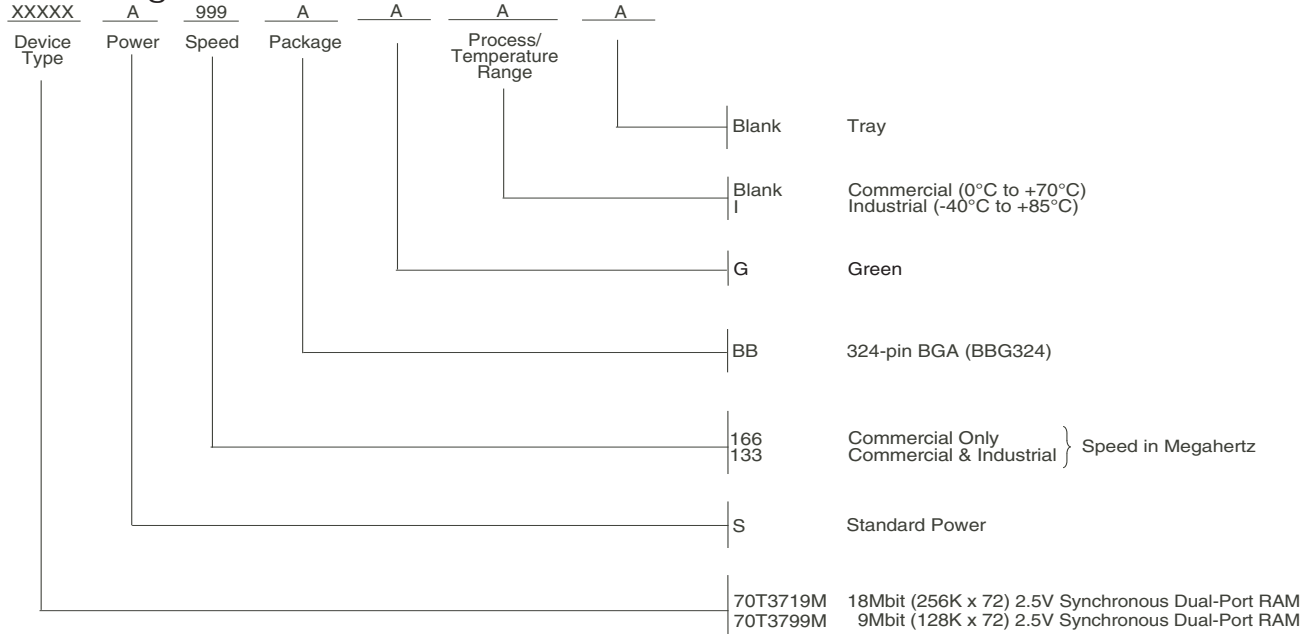 XXXXX A 999 A A A A
Device Type Power Speed Package Process/ Temperature Range
Blank Tray
Blank Commercial (0°C to +70°C)
I Industrial (-40°C to +85°C)
G Green
BB 324-pin BGA (BBG324)
166 Commercial Only
133 Commercial & Industrial
Speed in Megahertz
S Standard Power
70T3719M 18Mbit (256K x 72) 2.5V Synchronous Dual-Port RAM
70T3799M 9Mbit (128K x 72) 2.5V Synchronous Dual-Port RAM